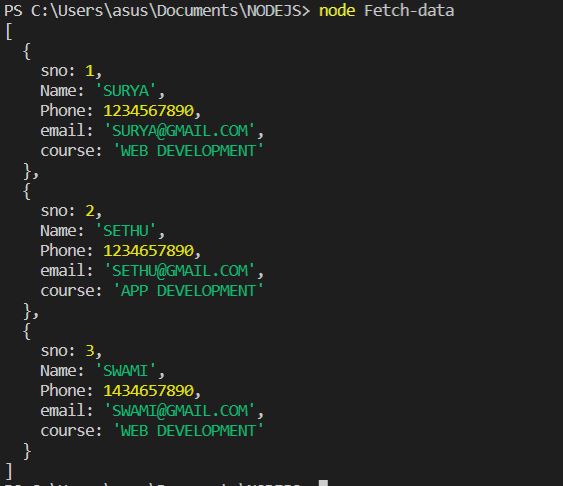 PS C:\Users\asus\Documents\NODEJS> node Fetch-data
[
  {
    sno: 1,
    Name: 'SURYA',
    Phone: 1234567890,
    email: 'SURYA@GMAIL.COM',
    course: 'WEB DEVELOPMENT'
  },
  {
    sno: 2,
    Name: 'SETHU',
    Phone: 1234657890,
    email: 'SETHU@GMAIL.COM',
    course: 'APP DEVELOPMENT'
  },
  {
    sno: 3,
    Name: 'SWAMI',
    Phone: 1434657890,
    email: 'SWAMI@GMAIL.COM',
    course: 'WEB DEVELOPMENT'
  }
]